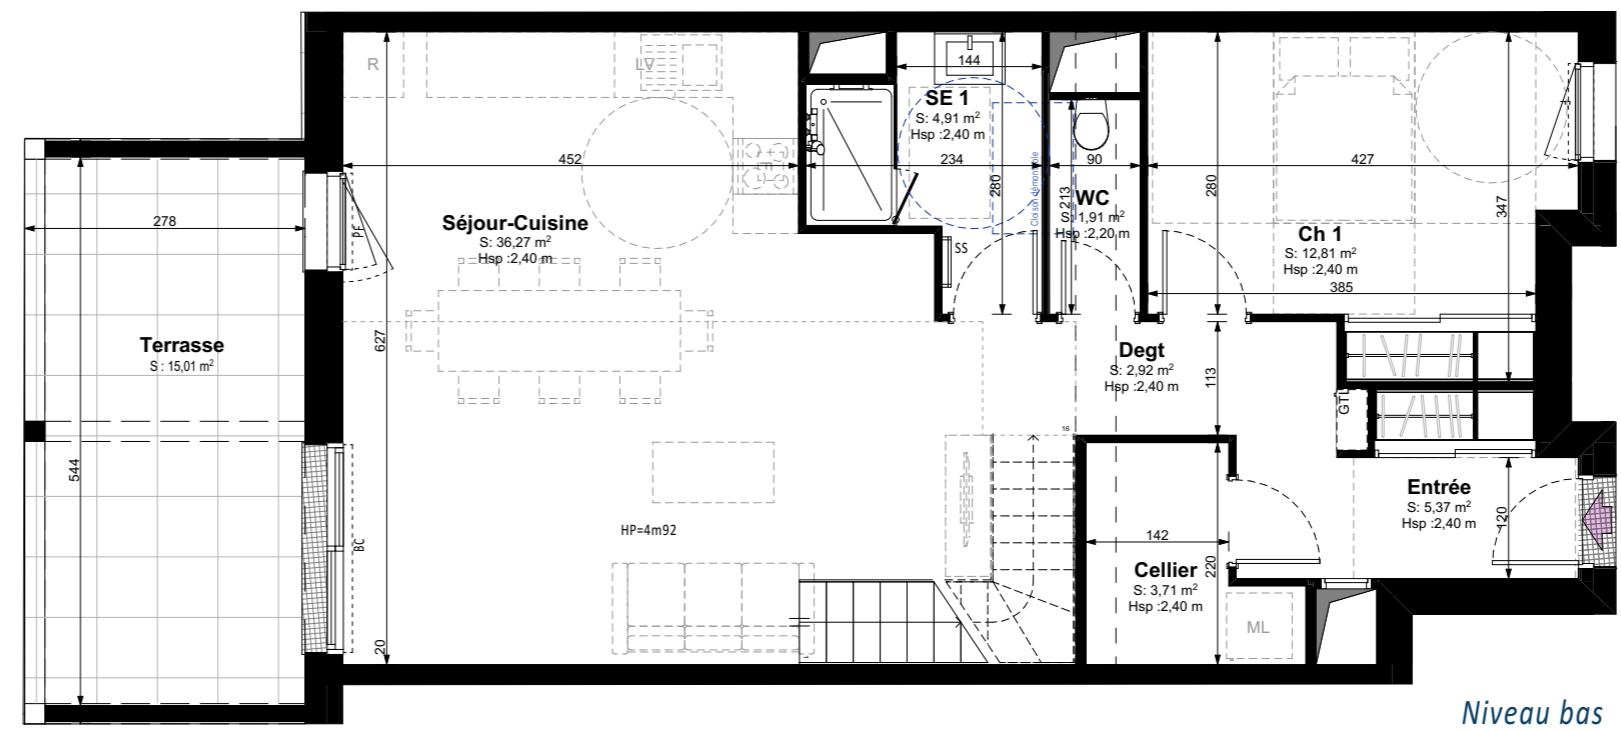 R
LV
144
SE 1
S: 4,91 m²
Hsp :2,40 m
452
234
280
Cloison démontable
213
90
WC
S: 1,91 m²
Hsp :2,20 m
427
280
347
Ch 1
S: 12,81 m²
Hsp :2,40 m
385
278
PF
Séjour-Cuisine
S: 36,27 m²
Hsp :2,40 m
SS
627
Terrasse
S : 15,01 m²
Degt
S: 2,92 m²
Hsp :2,40 m
113
GTL
16
544
BC
HP=4m92
Entrée
S: 5,37 m²
Hsp :2,40 m
120
142
220
Cellier
S: 3,71 m²
Hsp :2,40 m
ML
20
Niveau bas